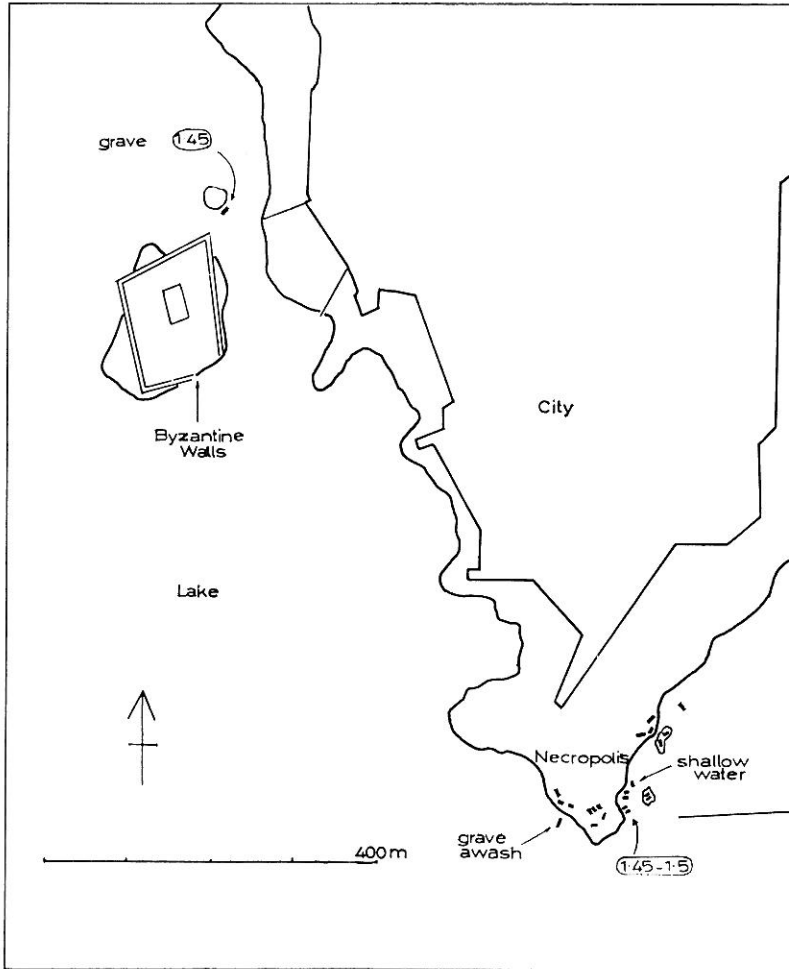 grave 1·45
Byzantine
Walls
City
Lake
Necropolis
shallow
water
grave
awash
400m
1·45-1·5